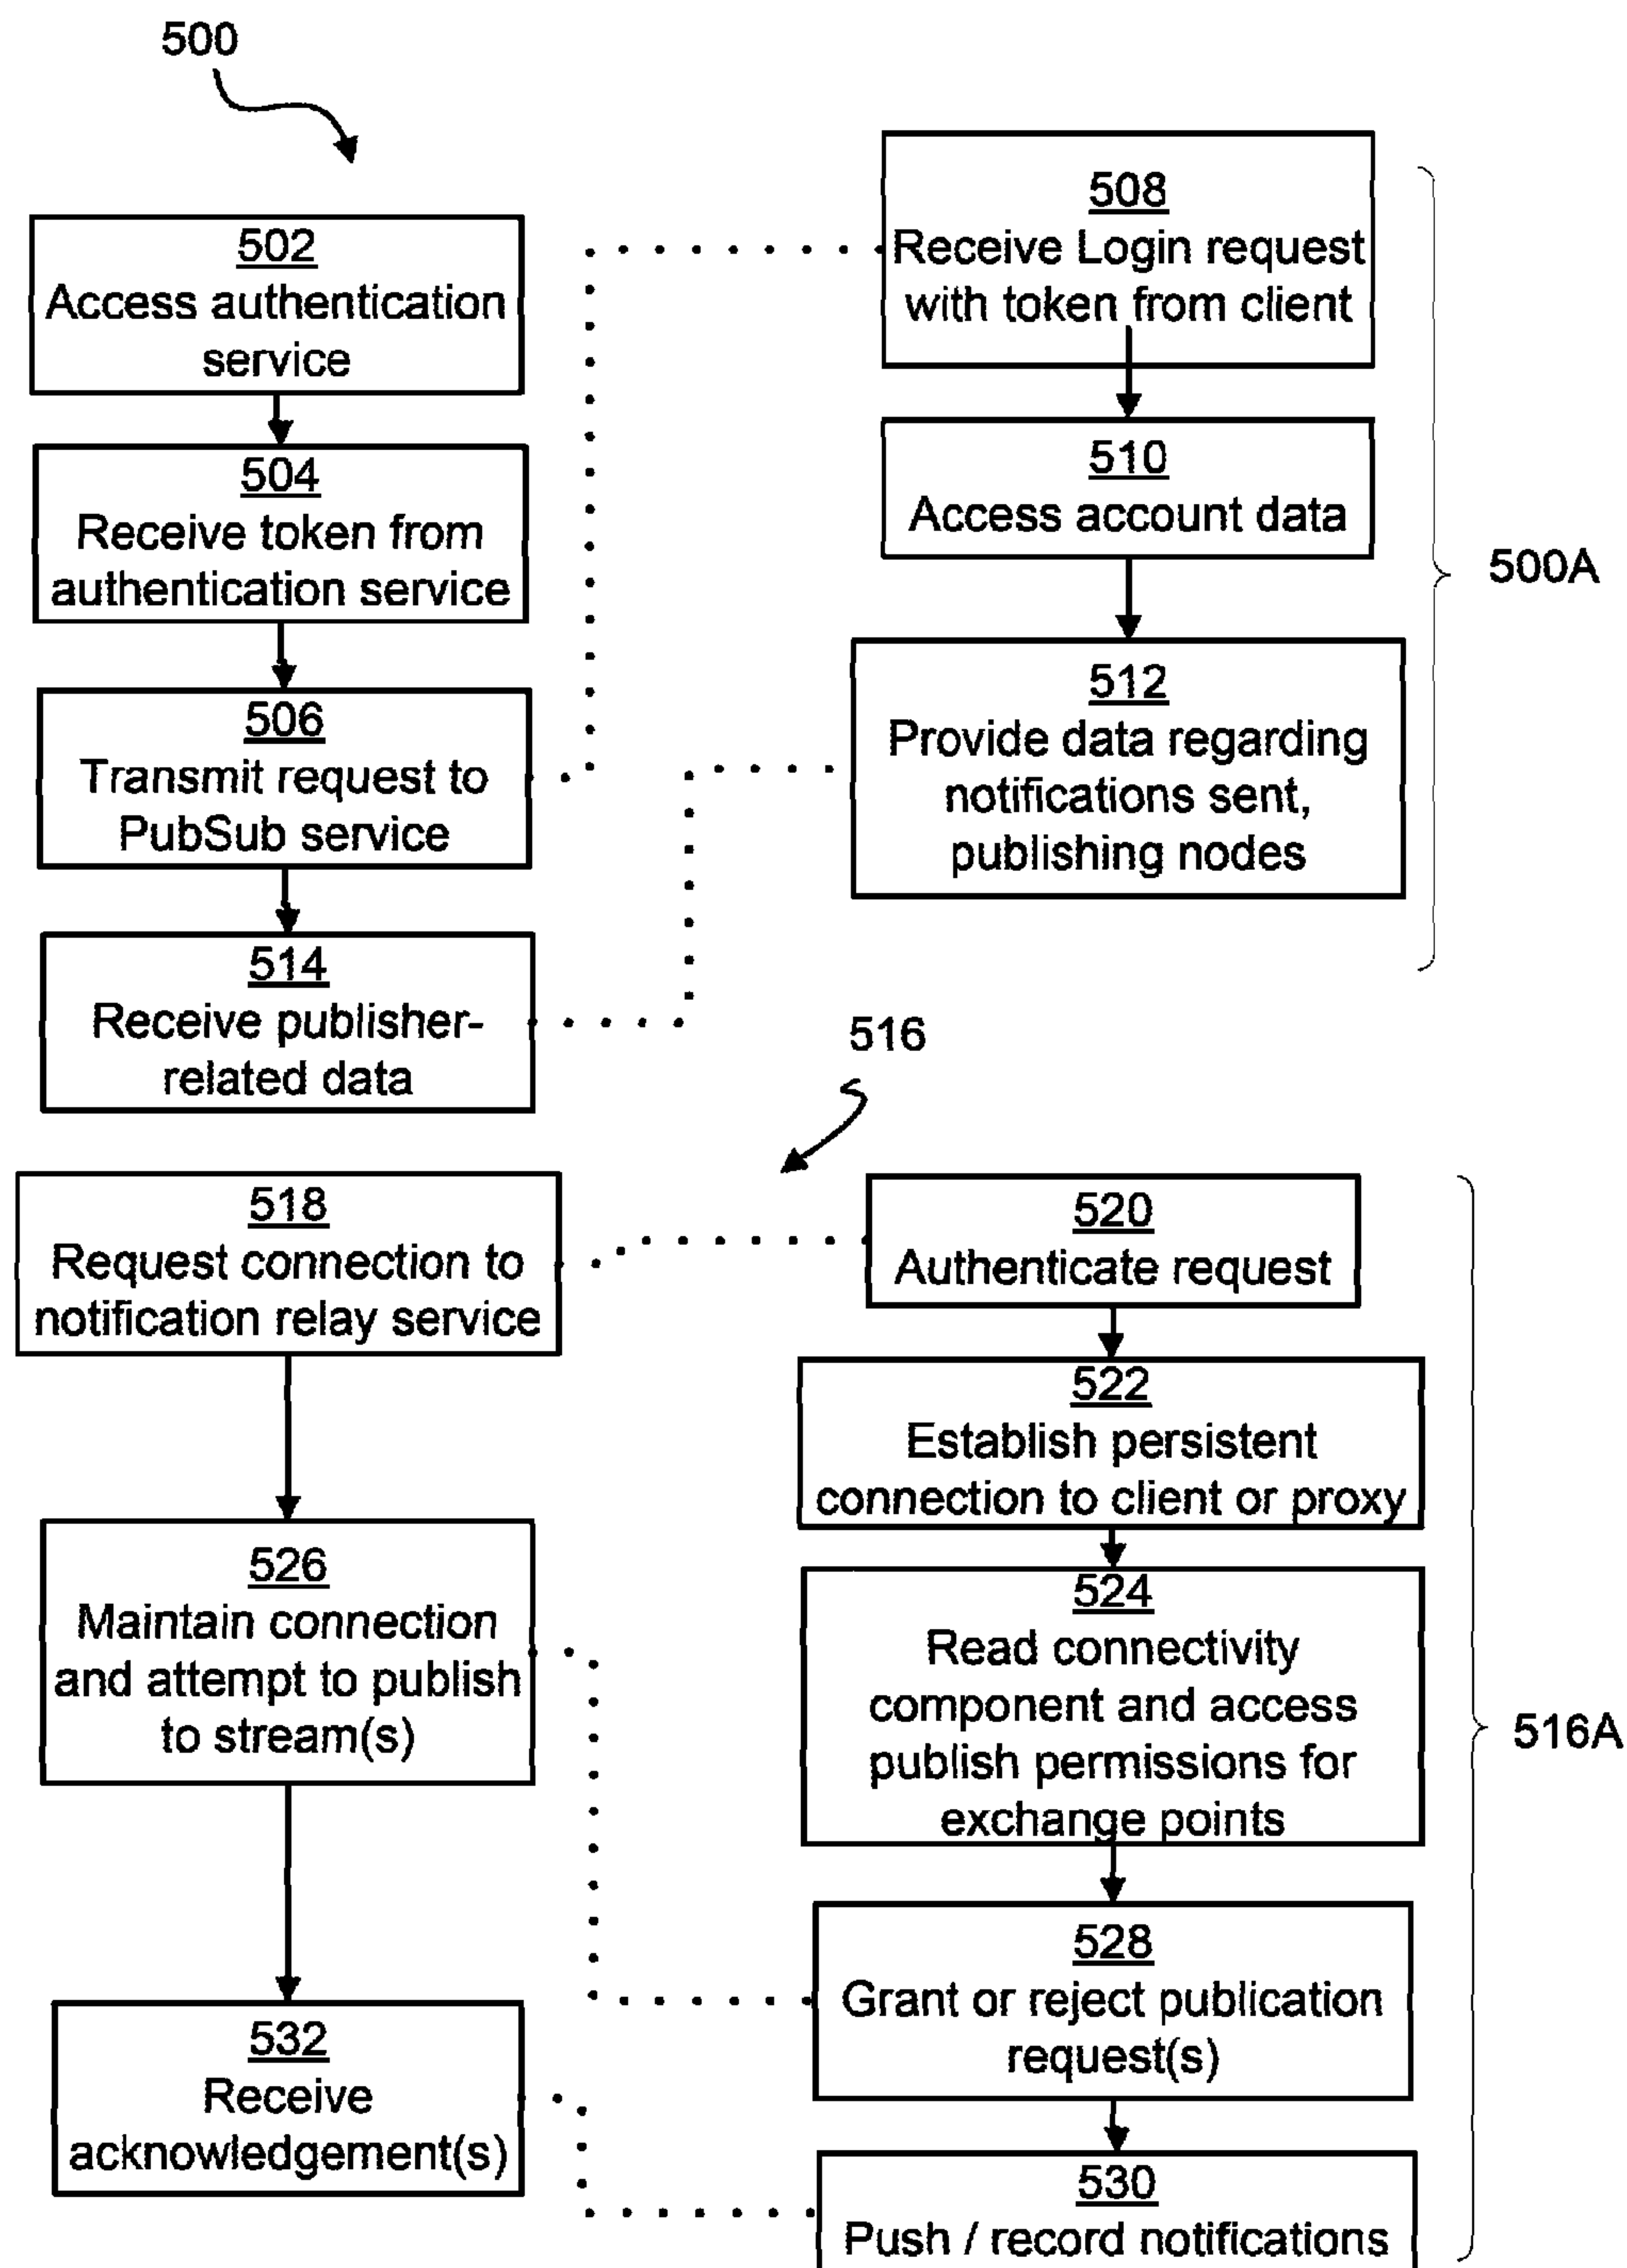 500
502
Access authentication
service
504
Receive token from
authentication service
506
Transmit request to
PubSub service
514
Receive publisher-
related data
508
Receive Login request
with token from client
510
Access account data
512
Provide data regarding
notifications sent,
publishing nodes
500A
516
518
Request connection to
notification relay service
526
Maintain connection
and attempt to publish
to stream(s)
532
Receive
acknowledgement(s)
520
Authenticate request
522
Establish persistent
connection to client or proxy
524
Read connectivity
component and access
publish permissions for
exchange points
528
Grant or reject publication
request(s)
530
Push / record notifications
516A